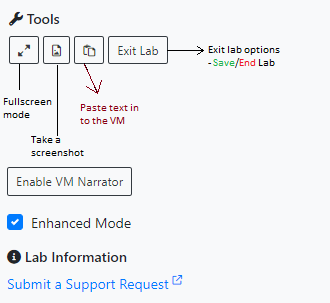 Tools
Exit Lab
Exit lab options
- Save/End Lab
Fullscreen
mode
Paste text in
to the VM
Take a
screenshot
Enable VM Narrator
Enhanced Mode
Lab Information
Submit a Support Request